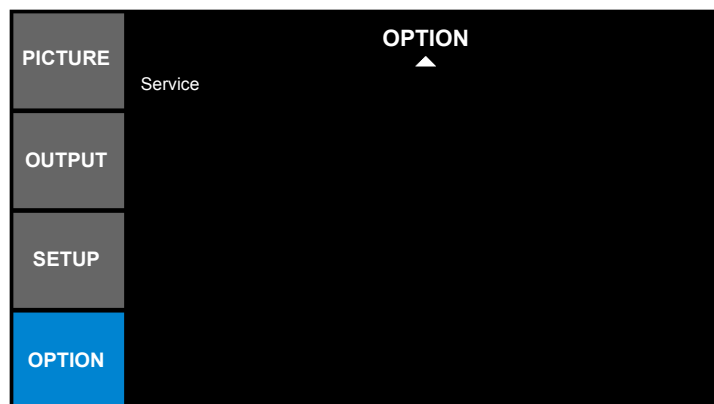 PICTURE
OUTPUT
SETUP
OPTION
OPTION
Service